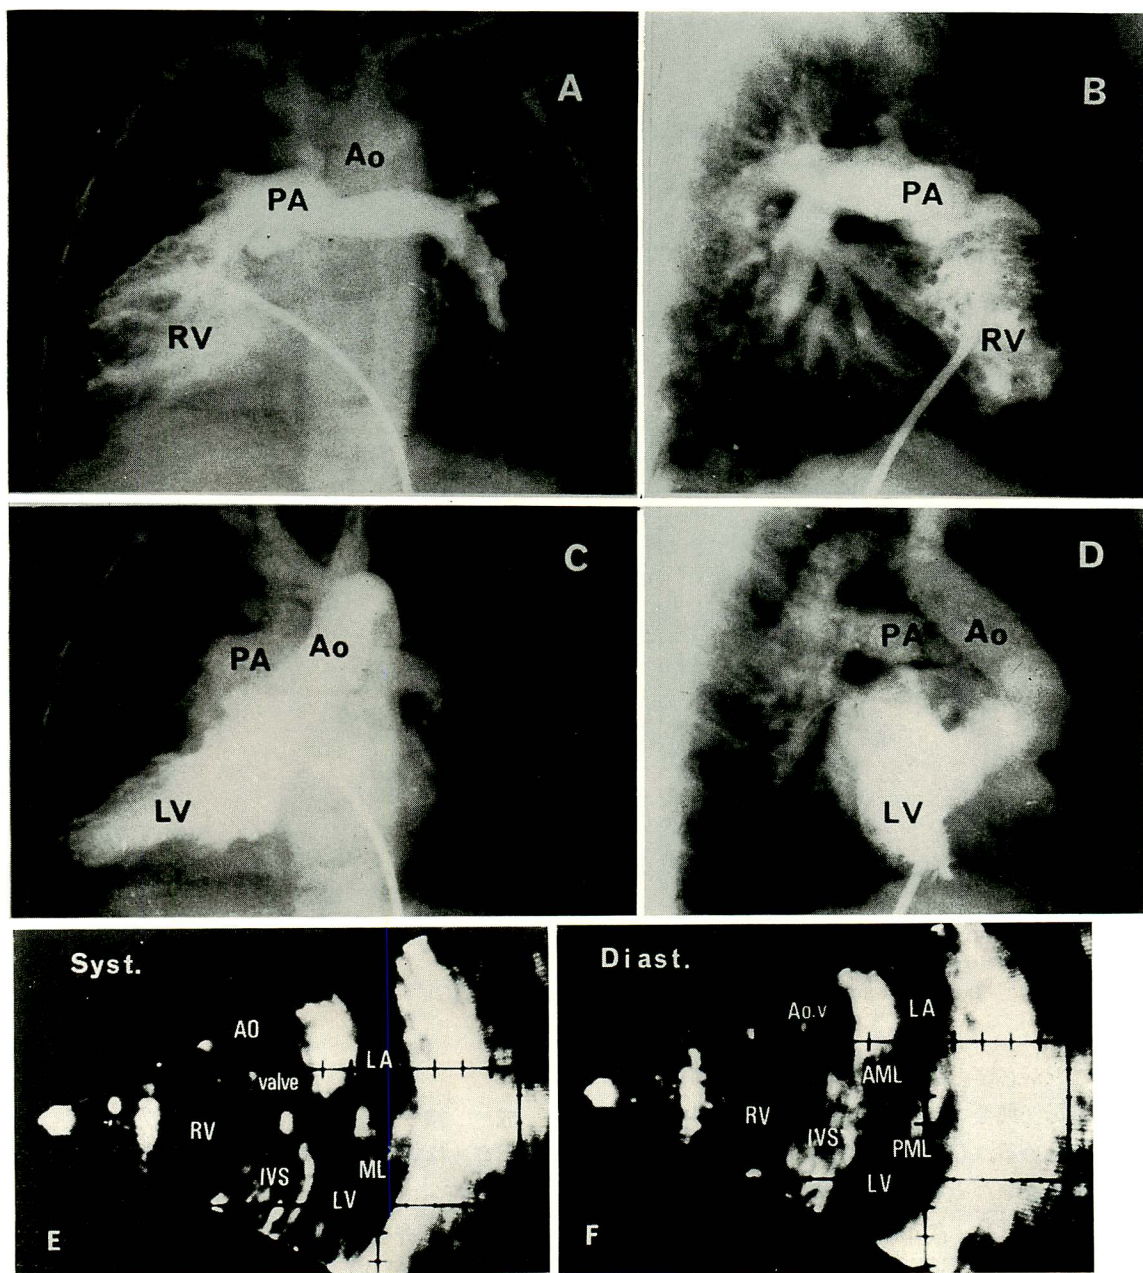 A
Ao
PA
RV
B
PA
RV
C
Ao
PA
LV
D
PA
Ao
LV
Syst.
AO
LA
valve
RV
IVS
ML
LV
E
Diast.
Ao.v
LA
AML
RV
IVS
PML
LV
F